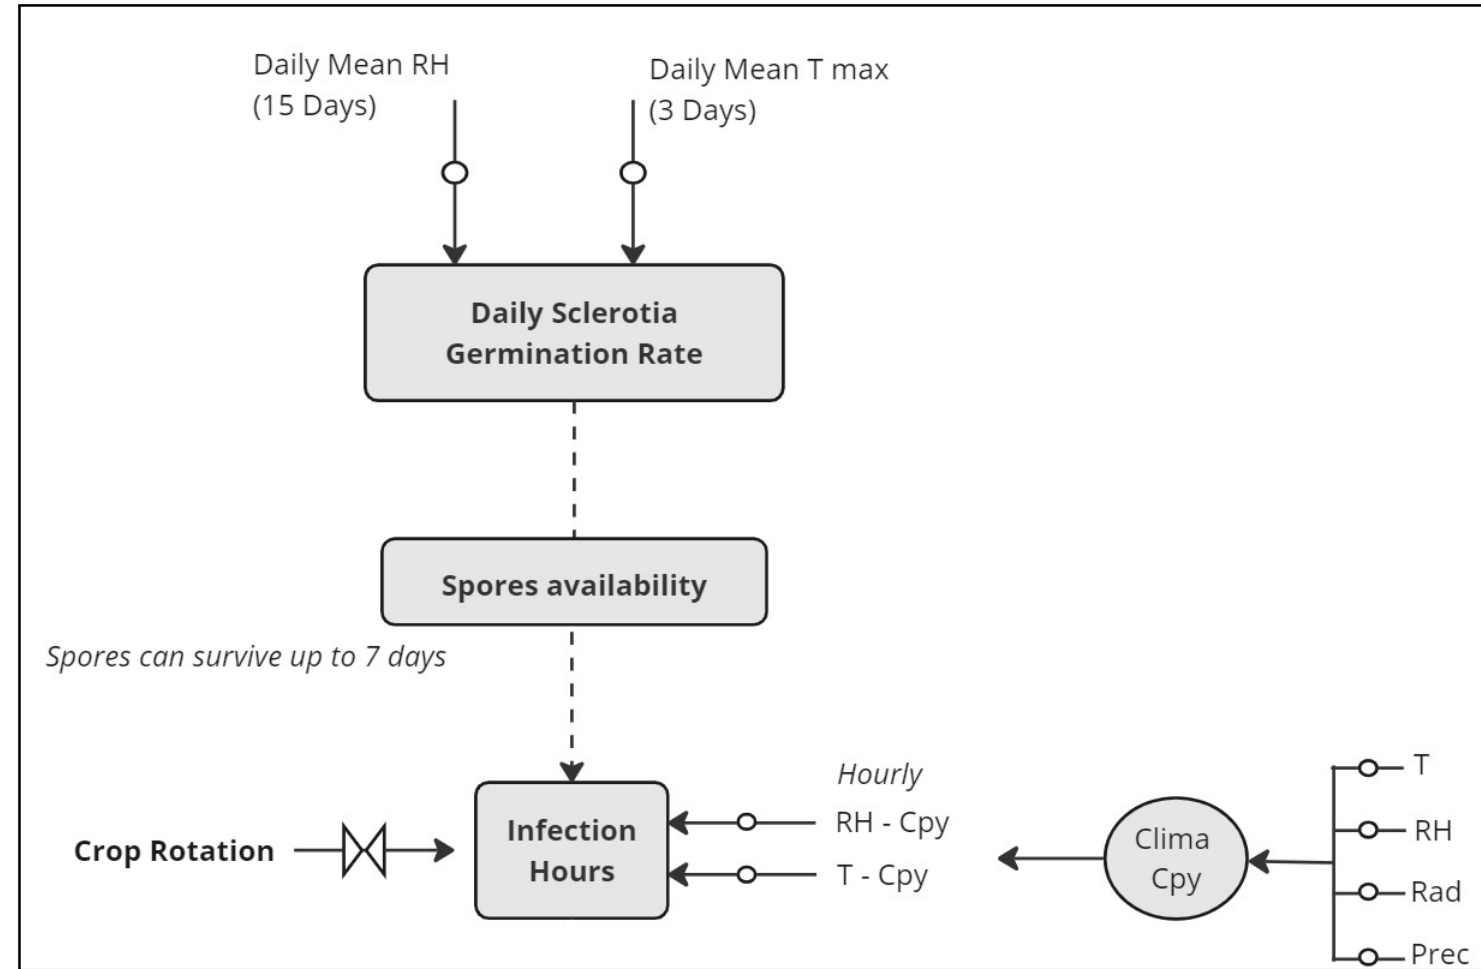 Daily Mean RH
(15 Days)
Daily Mean T max
(3 Days)
Daily Sclerotia
Germination Rate
Spores availability
Spores can survive up to 7 days
Crop Rotation
Infection
Hours
Hourly
RH - Cpy
T - Cpy
Clima
Cpy
T
RH
Rad
Prec